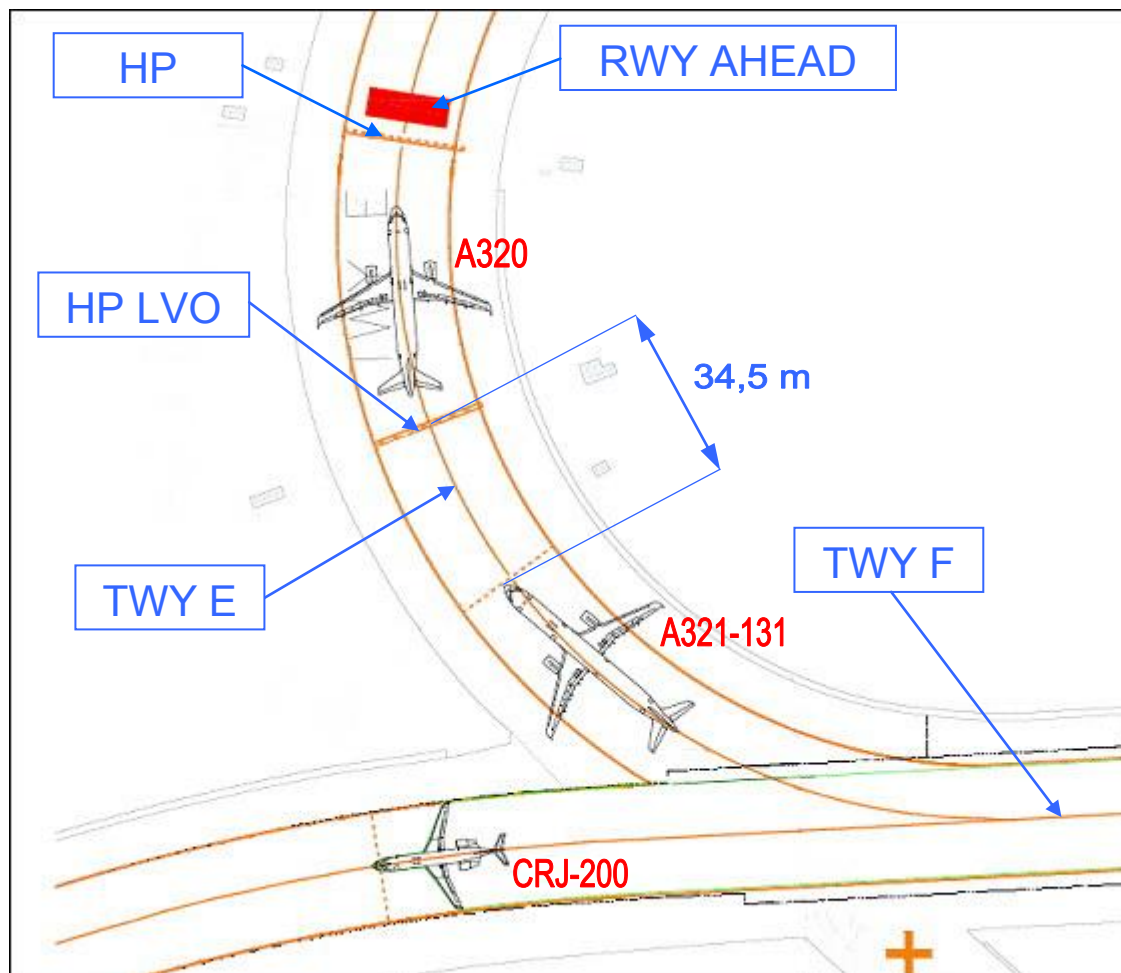 HP
RWY AHEAD
A320
HP LVO
34,5 m
TWY E
TWY F
A321-131
CRJ-200